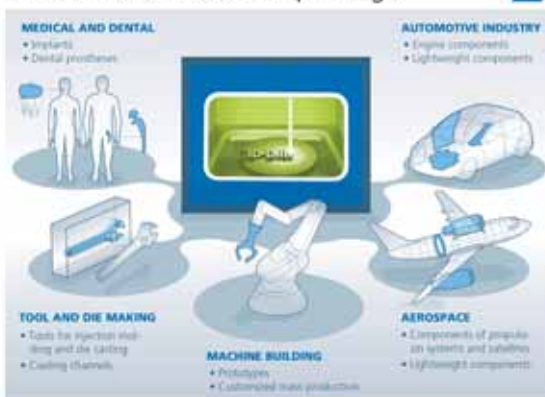 MEDICAL AND DENTAL
• Implants
• Dental prostheses
AUTOMOTIVE INDUSTRY
• Engine components
• Lightweight components
TOOL AND DIE MAKING
• Tools for injection mol-
ding and die casting
• Cooling channels
MACHINE BUILDING
• Prototypes
• Customized mass production
AEROSPACE
• Components of propulsi-
on systems and satellites
• Lightweight components